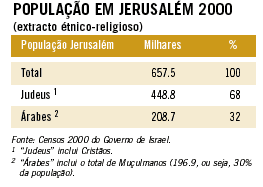 POPULAÇÃO EM JERUSALÉM 2000
(extracto étnico-religioso)
População Jerusalém Milhares %
Total 657.5 100
Judeus ¹ 448.8 68
Árabes ² 208.7 32
Fonte: Censos 2000 do Governo de Israel.
¹ “Judeus” inclui Cristãos.
² “Árabes” inclui o total de Muçulmanos (196.9, ou seja, 30%
da população).